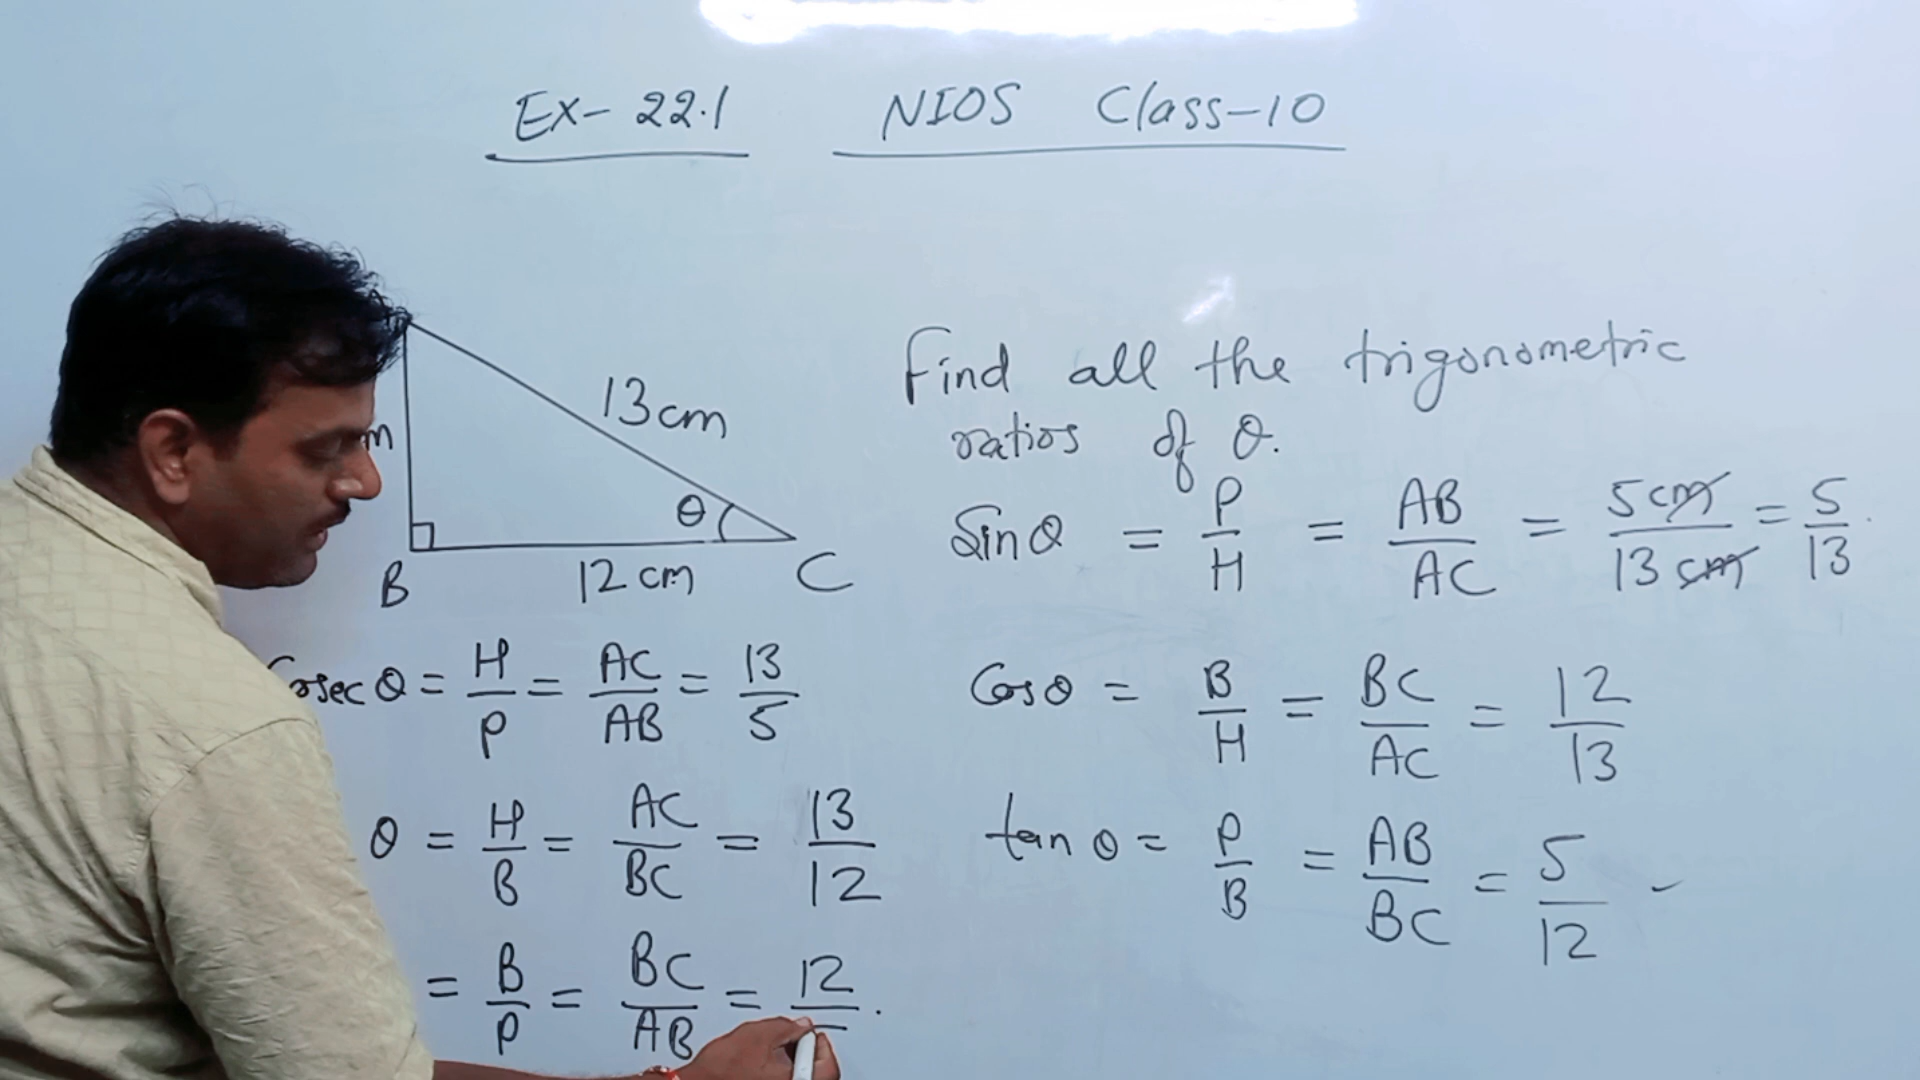 Ex-22.1 NIOS Class-10
Find all the trigonometric
ratios of θ.
13cm
m
θ
B 12 cm C
Sinθ = P/H = AB/AC = 5cm/13cm = 5/13.
Cosθ = B/H = BC/AC = 12/13
tan θ = P/B = AB/BC = 5/12
Cosecθ = H/P = AC/AB = 13/5
θ = H/B = AC/BC = 13/12
= B/P = BC/AB = 12/